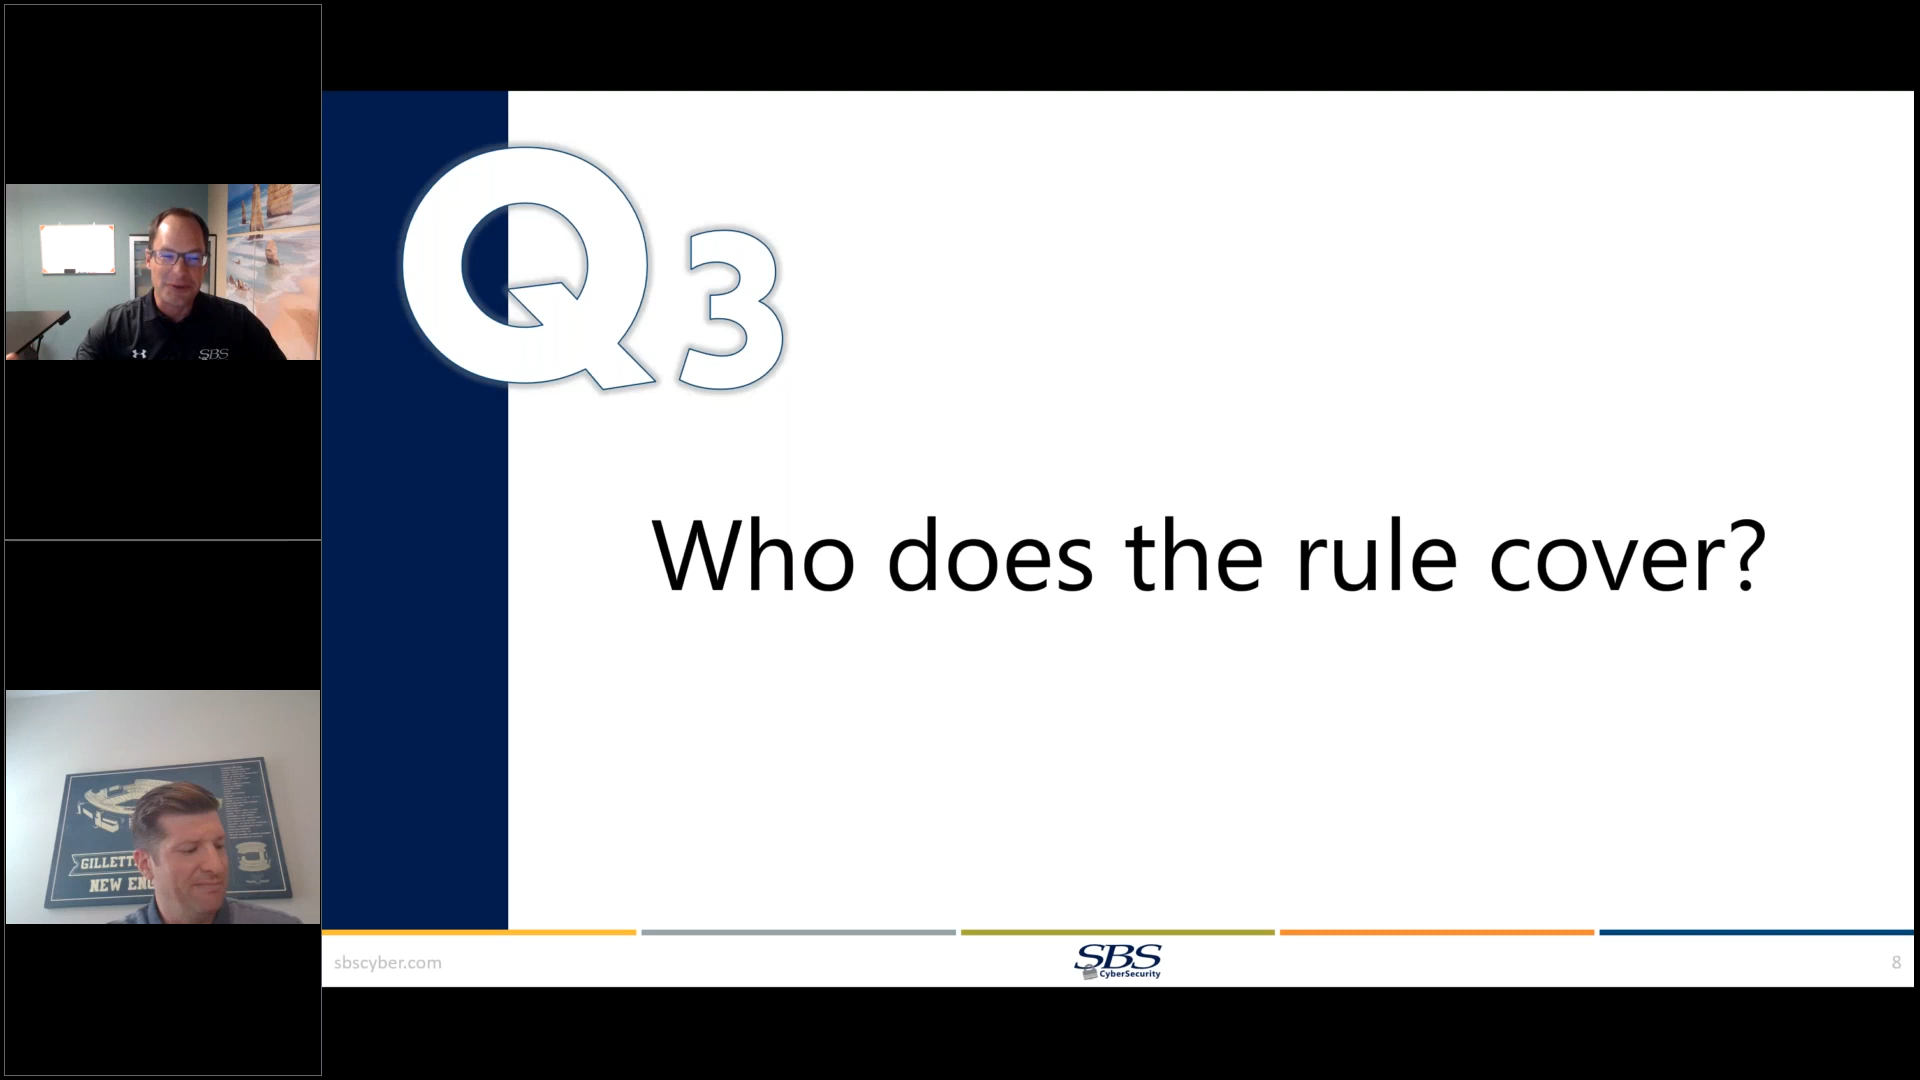 SBS
GILLETT
NEW EN
Q3
Who does the rule cover?
sbscyber.com
SBS
CyberSecurity
8